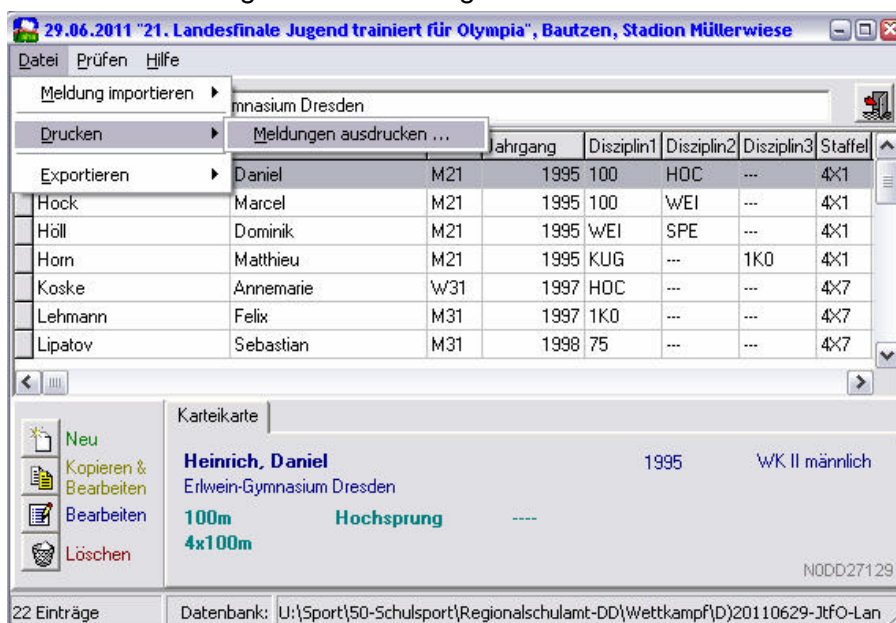 29.06.2011 "21. Landesfinale Jugend trainiert für Olympia", Bautzen, Stadion Müllerwiese
Datei Prüfen Hilfe
Meldung importieren
mnasium Dresden
Drucken
Meldungen ausdrucken ...
Exportieren
Jahrgang Disziplin1 Disziplin2 Disziplin3 Staffel
Daniel M21 1995 100 HOC --- 4X1
Hock Marcel M21 1995 100 WEI --- 4X1
Höll Dominik M21 1995 WEI SPE --- 4X1
Horn Matthieu M21 1995 KUG --- 1K0 4X1
Koske Annemarie W31 1997 HOC --- --- 4X7
Lehmann Felix M31 1997 1K0 --- --- 4X7
Lipatov Sebastian M31 1998 75 --- --- 4X7
Neu
Kopieren &
Bearbeiten
Bearbeiten
Löschen
Karteikarte
Heinrich, Daniel 1995 WK II männlich
Erlwein-Gymnasium Dresden
100m Hochsprung ----
4x100m
N0DD27129
22 Einträge Datenbank: U:\Sport\50-Schulsport\Regionalschulamt-DD\Wettkampf\D)20110629-JtfO-Lan